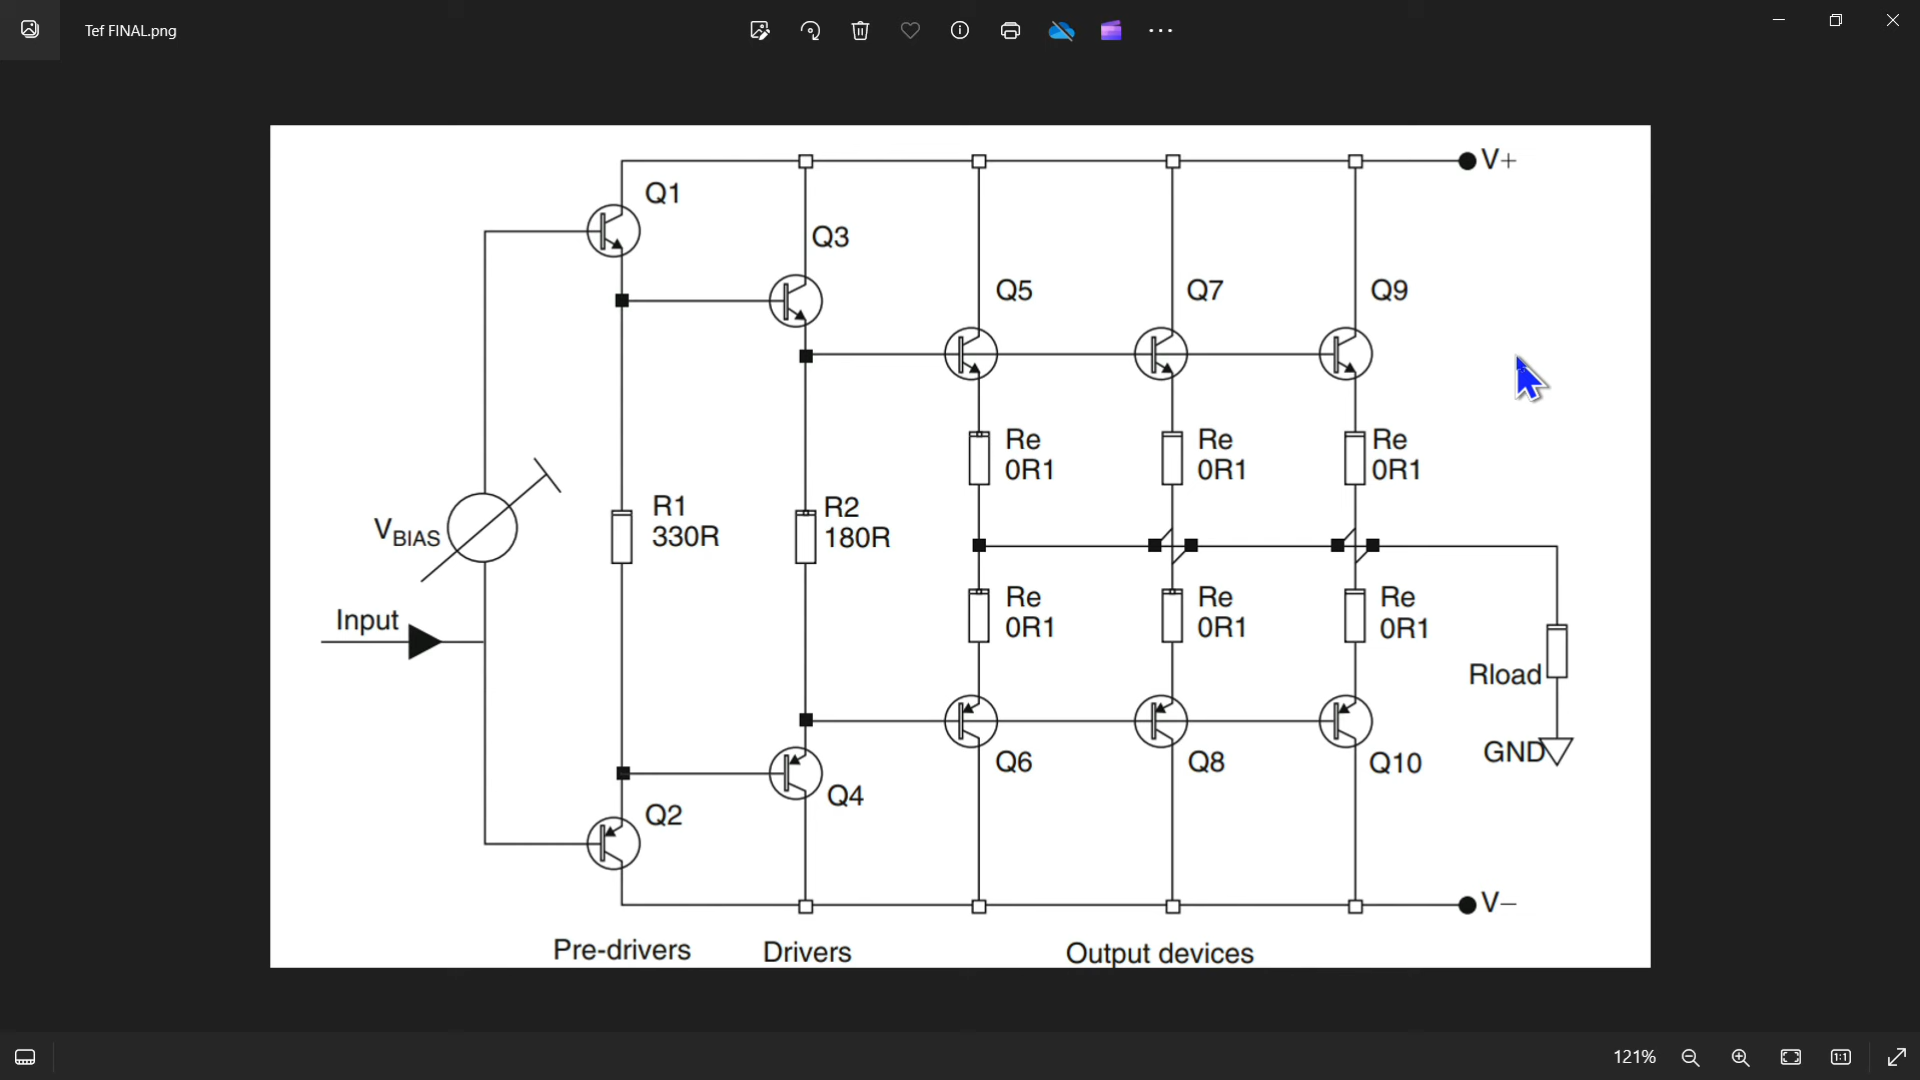 Tef FINAL.png
V+
Q1
Q3
Q5
Q7
Q9
Re
0R1
Re
0R1
Re
0R1
R1
330R
R2
180R
VBIAS
Input
Re
0R1
Re
0R1
Re
0R1
Rload
GND
Q6
Q8
Q10
Q4
Q2
V–
Pre-drivers
Drivers
Output devices
121%
1:1